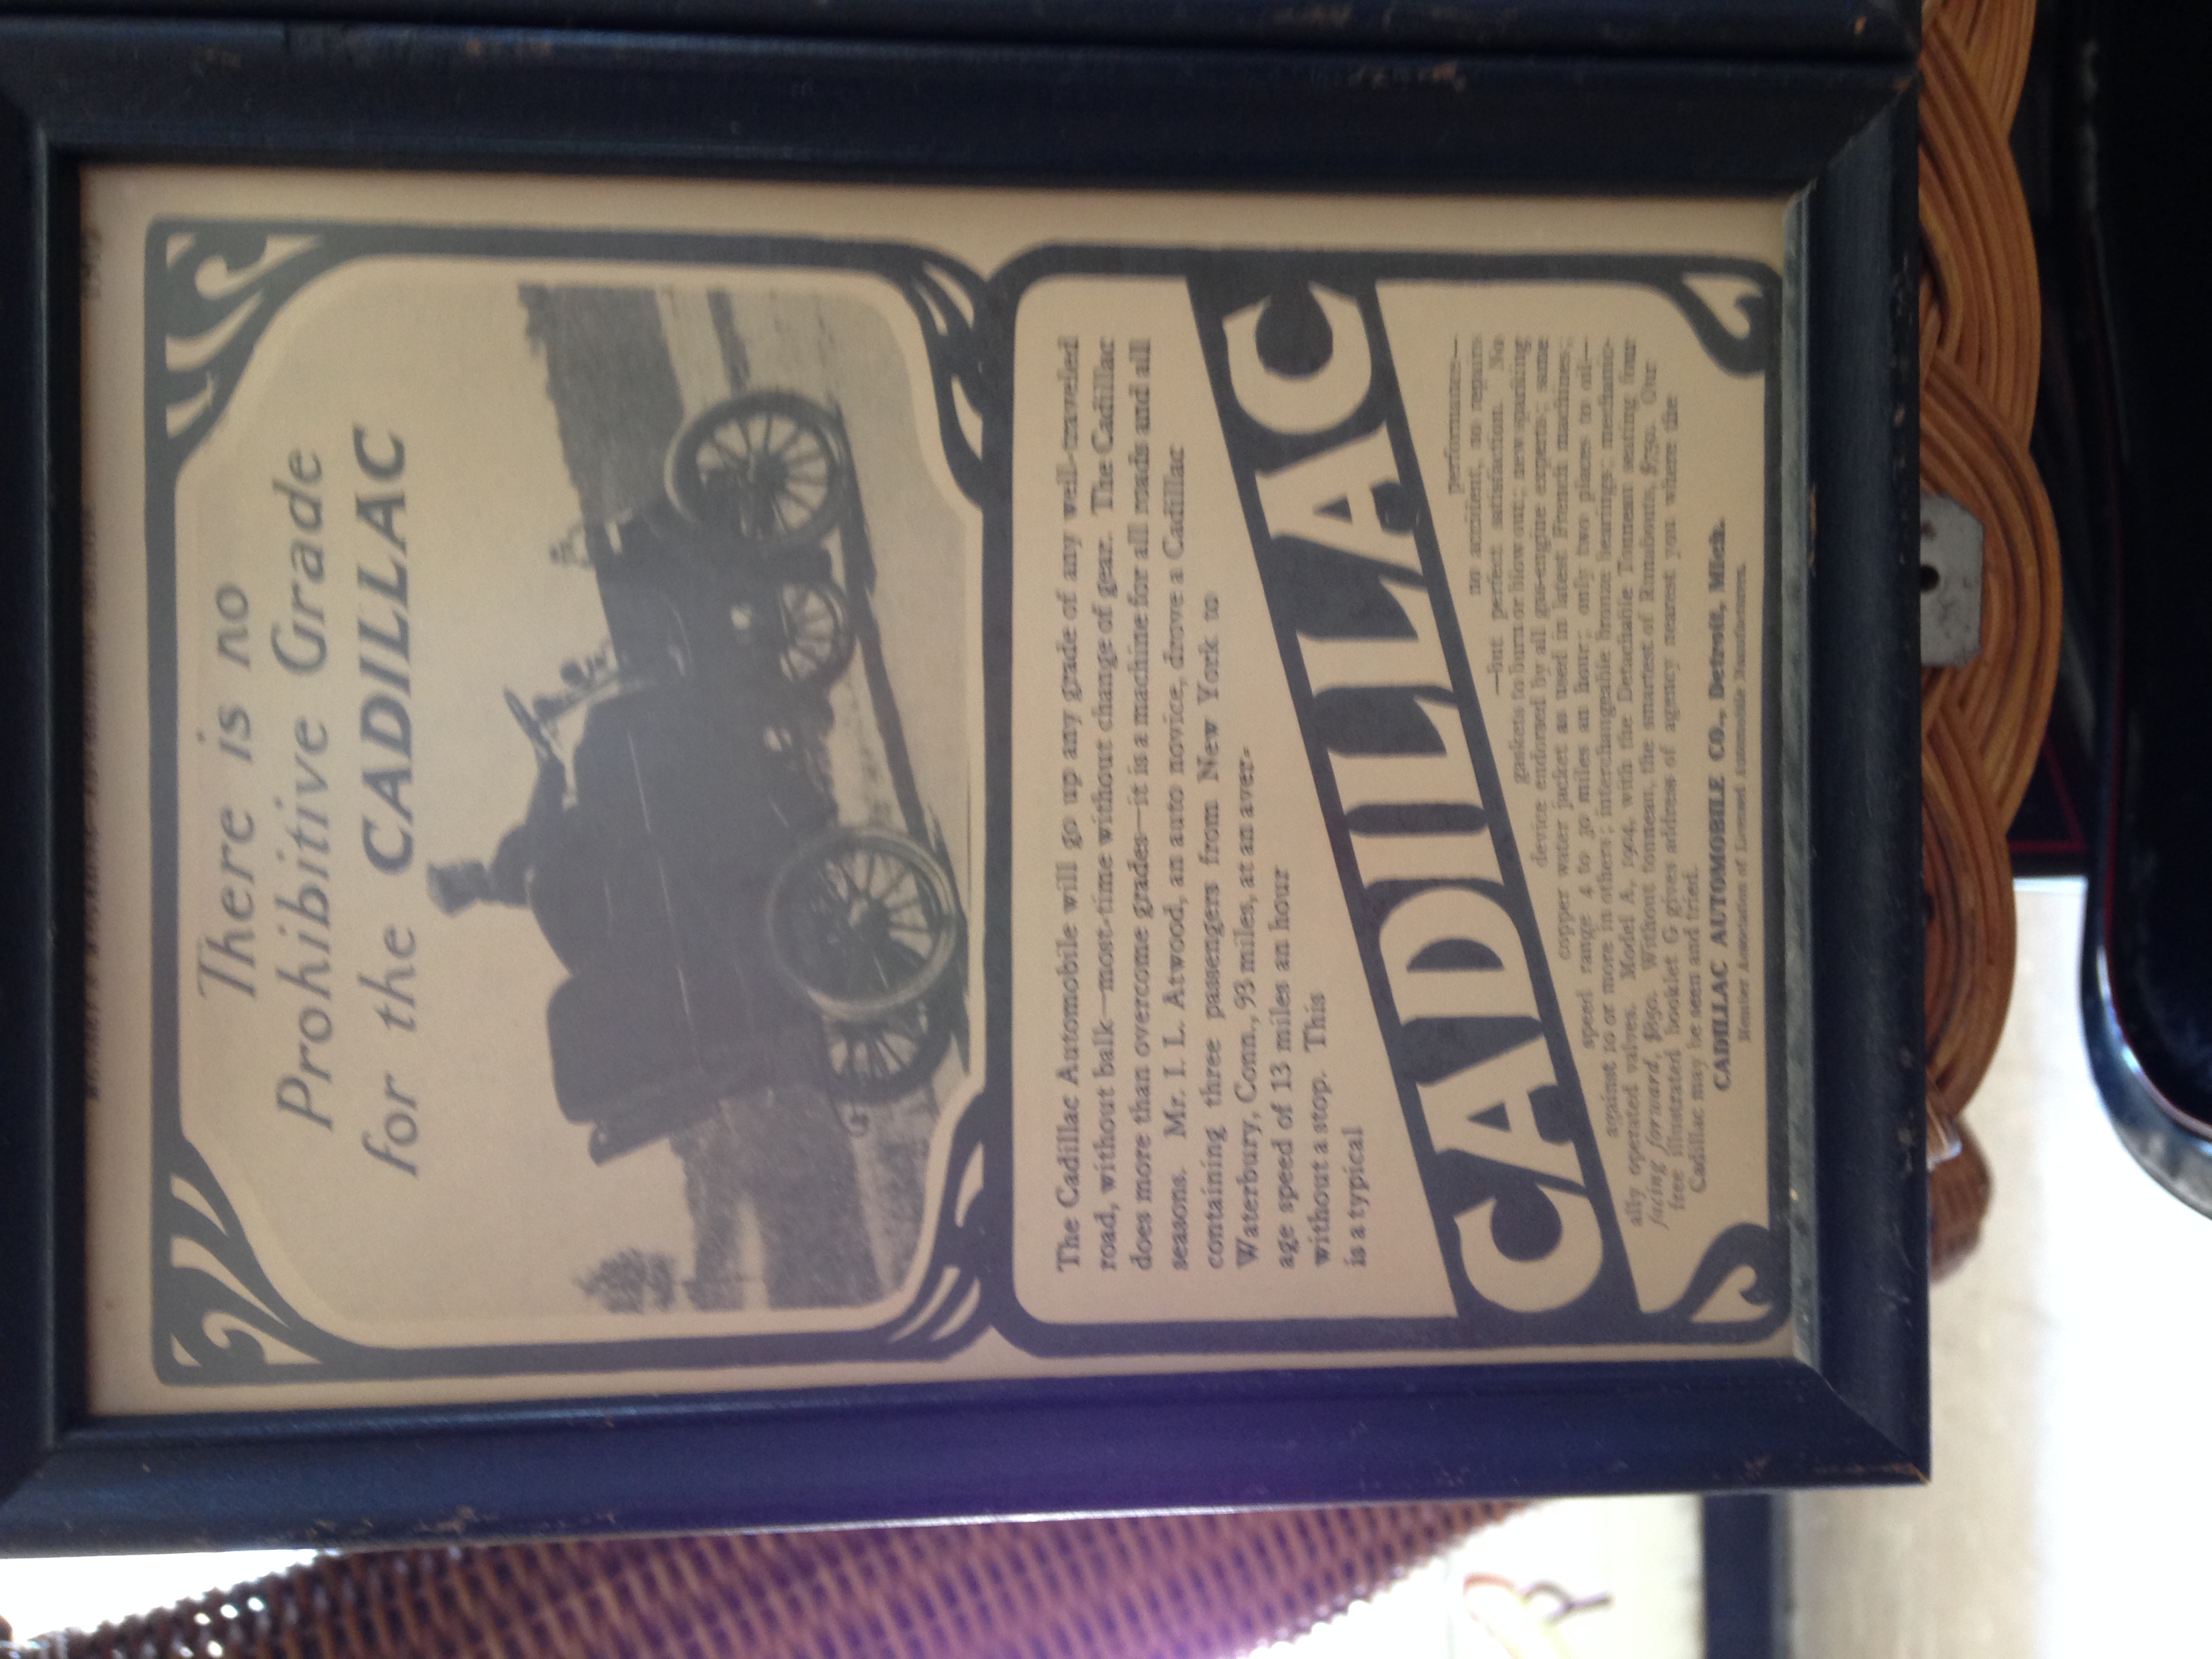 There is no
Prohibitive Grade
for the CADILLAC
The Cadillac Automobile will go up any grade of any well-traveled
road, without balk—most-time without change of gear. The Cadillac
does more than overcome grades—it is a machine for all roads and all
seasons. Mr. I. L. Atwood, an auto novice, drove a Cadillac
containing three passengers from New York to
Waterbury, Conn., 93 miles, at an aver-
age speed of 13 miles an hour
without a stop. This
is a typical
CADILLAC
performance—
no accident, no repairs
—but perfect satisfaction. No
gaskets to burn or blow out; new sparking
device endorsed by all gas-engine experts; same
copper water jacket as used in latest French machines;
speed range 4 to 30 miles an hour; only two places to oil—
against 10 or more in others; interchangeable bronze bearings; mechanic-
ally operated valves. Model A, 1904, with the Detachable Tonneau seating four
facing forward, $850. Without tonneau, the smartest of Runabouts, $750. Our
free illustrated booklet G gives address of agency nearest you where the
Cadillac may be seen and tried.
CADILLAC AUTOMOBILE CO., Detroit, Mich.
Member Association of Licensed Automobile Manufacturers.